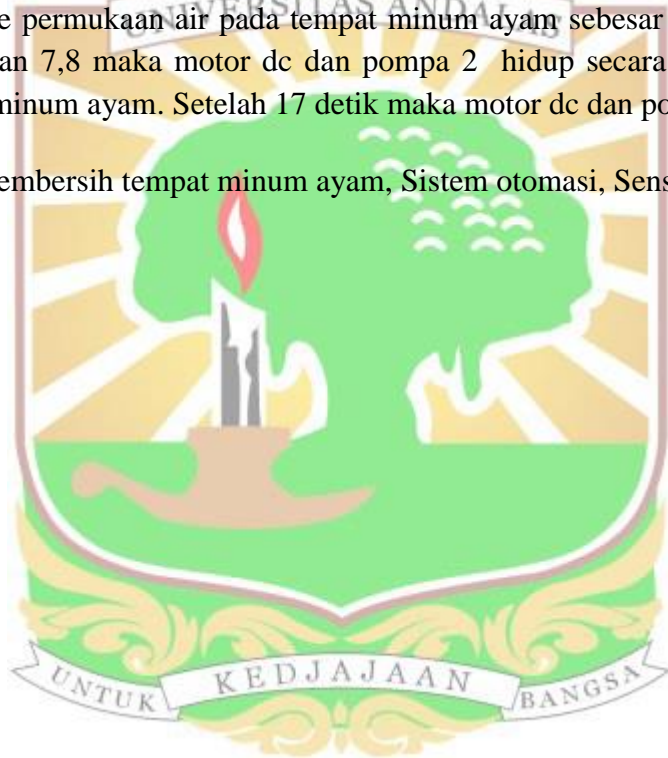 e permukaan air pada tempat minum ayam sebesar
UNIVERSITAS ANDALAS
an 7,8 maka motor dc dan pompa 2 hidup secara
minum ayam. Setelah 17 detik maka motor dc dan po
embersih tempat minum ayam, Sistem otomasi, Sens
UNTUK KEDJAJAAN BANGSA